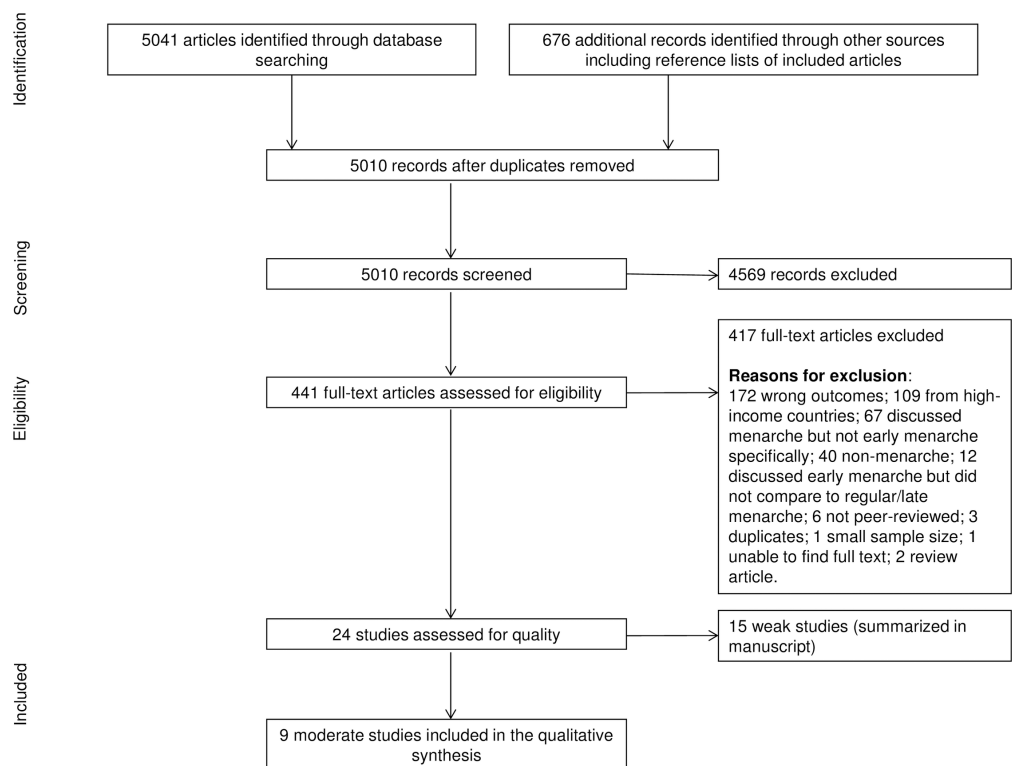 Identification
5041 articles identified through database
searching
676 additional records identified through other sources
including reference lists of included articles
5010 records after duplicates removed
Screening
5010 records screened
4569 records excluded
Eligibility
441 full-text articles assessed for eligibility
417 full-text articles excluded
Reasons for exclusion:
172 wrong outcomes; 109 from high-
income countries; 67 discussed
menarche but not early menarche
specifically; 40 non-menarche; 12
discussed early menarche but did
not compare to regular/late
menarche; 6 not peer-reviewed; 3
duplicates; 1 small sample size; 1
unable to find full text; 2 review
article.
24 studies assessed for quality
15 weak studies (summarized in
manuscript)
Included
9 moderate studies included in the qualitative
synthesis